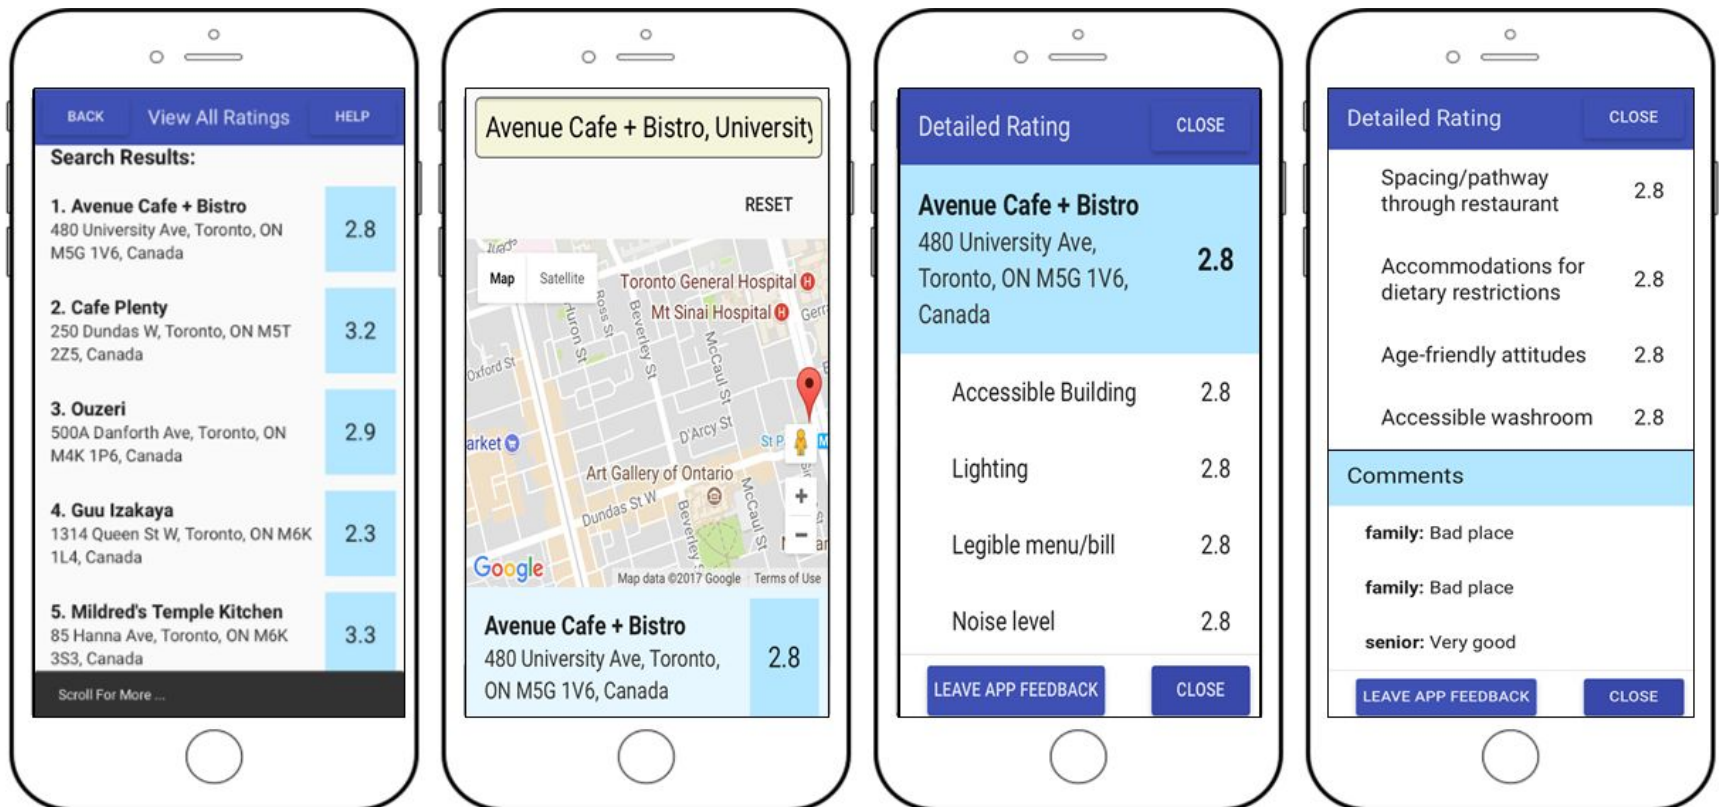 BACK
View All Ratings
HELP
Search Results:
1. Avenue Cafe + Bistro
480 University Ave, Toronto, ON
M5G 1V6, Canada
2.8
2. Cafe Plenty
250 Dundas W, Toronto, ON M5T
2Z5, Canada
3.2
3. Ouzeri
500A Danforth Ave, Toronto, ON
M4K 1P6, Canada
2.9
4. Guu Izakaya
1314 Queen St W, Toronto, ON M6K
1L4, Canada
2.3
5. Mildred's Temple Kitchen
85 Hanna Ave, Toronto, ON M6K
3S3, Canada
3.3
Scroll For More ...
Avenue Cafe + Bistro, University
RESET
Map
Satellite
Toronto General Hospital
H
Mt Sinai Hospital
H
Gerr
Huron St
Ross St
Beverley St
McCaul St
Oxford St
D'Arcy St
arket
St P
M
Art Gallery of Ontario
Dundas St W
Beverley S
McCaul St
+
−
Google
Map data ©2017 Google
Terms of Use
Avenue Cafe + Bistro
480 University Ave, Toronto,
ON M5G 1V6, Canada
2.8
Detailed Rating
CLOSE
Avenue Cafe + Bistro
480 University Ave,
Toronto, ON M5G 1V6,
Canada
2.8
Accessible Building 2.8
Lighting 2.8
Legible menu/bill 2.8
Noise level 2.8
LEAVE APP FEEDBACK
CLOSE
Detailed Rating
CLOSE
Spacing/pathway
through restaurant
2.8
Accommodations for
dietary restrictions
2.8
Age-friendly attitudes 2.8
Accessible washroom 2.8
Comments
family: Bad place
family: Bad place
senior: Very good
LEAVE APP FEEDBACK
CLOSE